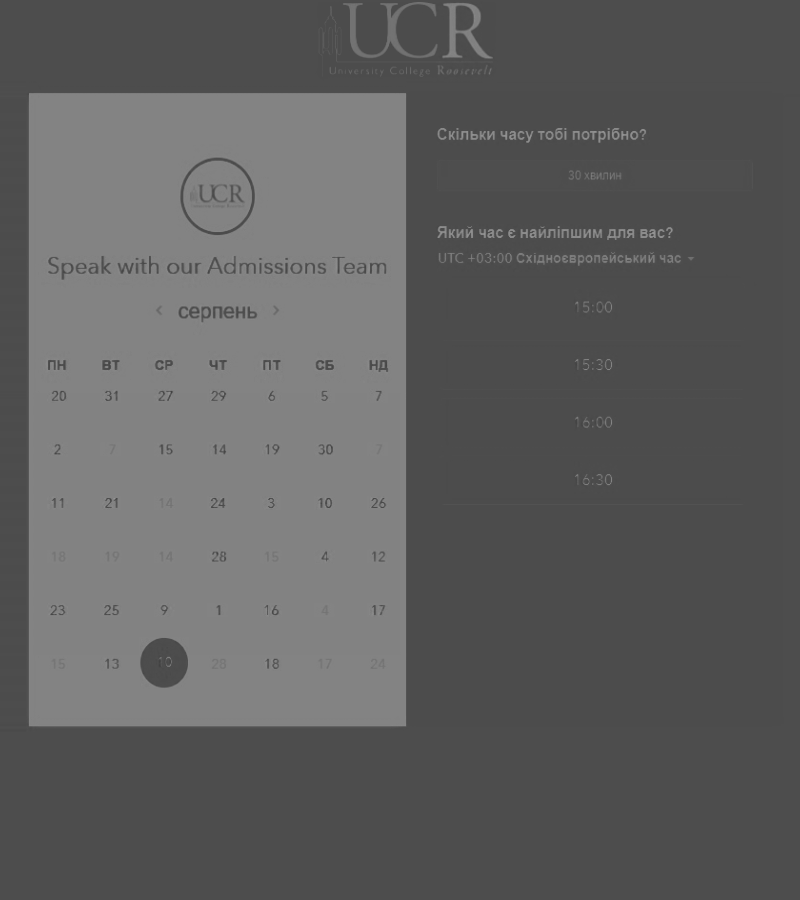 UCR
University College Roosevelt
UCR
Speak with our Admissions Team
серпень
ПН ВТ СР ЧТ ПТ СБ НД
20 31 27 29 6 5 7
2 7 15 14 19 30 7
11 21 14 24 3 10 26
18 19 14 28 15 4 12
23 25 9 1 16 4 17
15 13 10 28 18 17 24
Скільки часу тобі потрібно?
30 хвилин
Який час є найліпшим для вас?
UTC +03:00 Східноєвропейський час
15:00
15:30
16:00
16:30